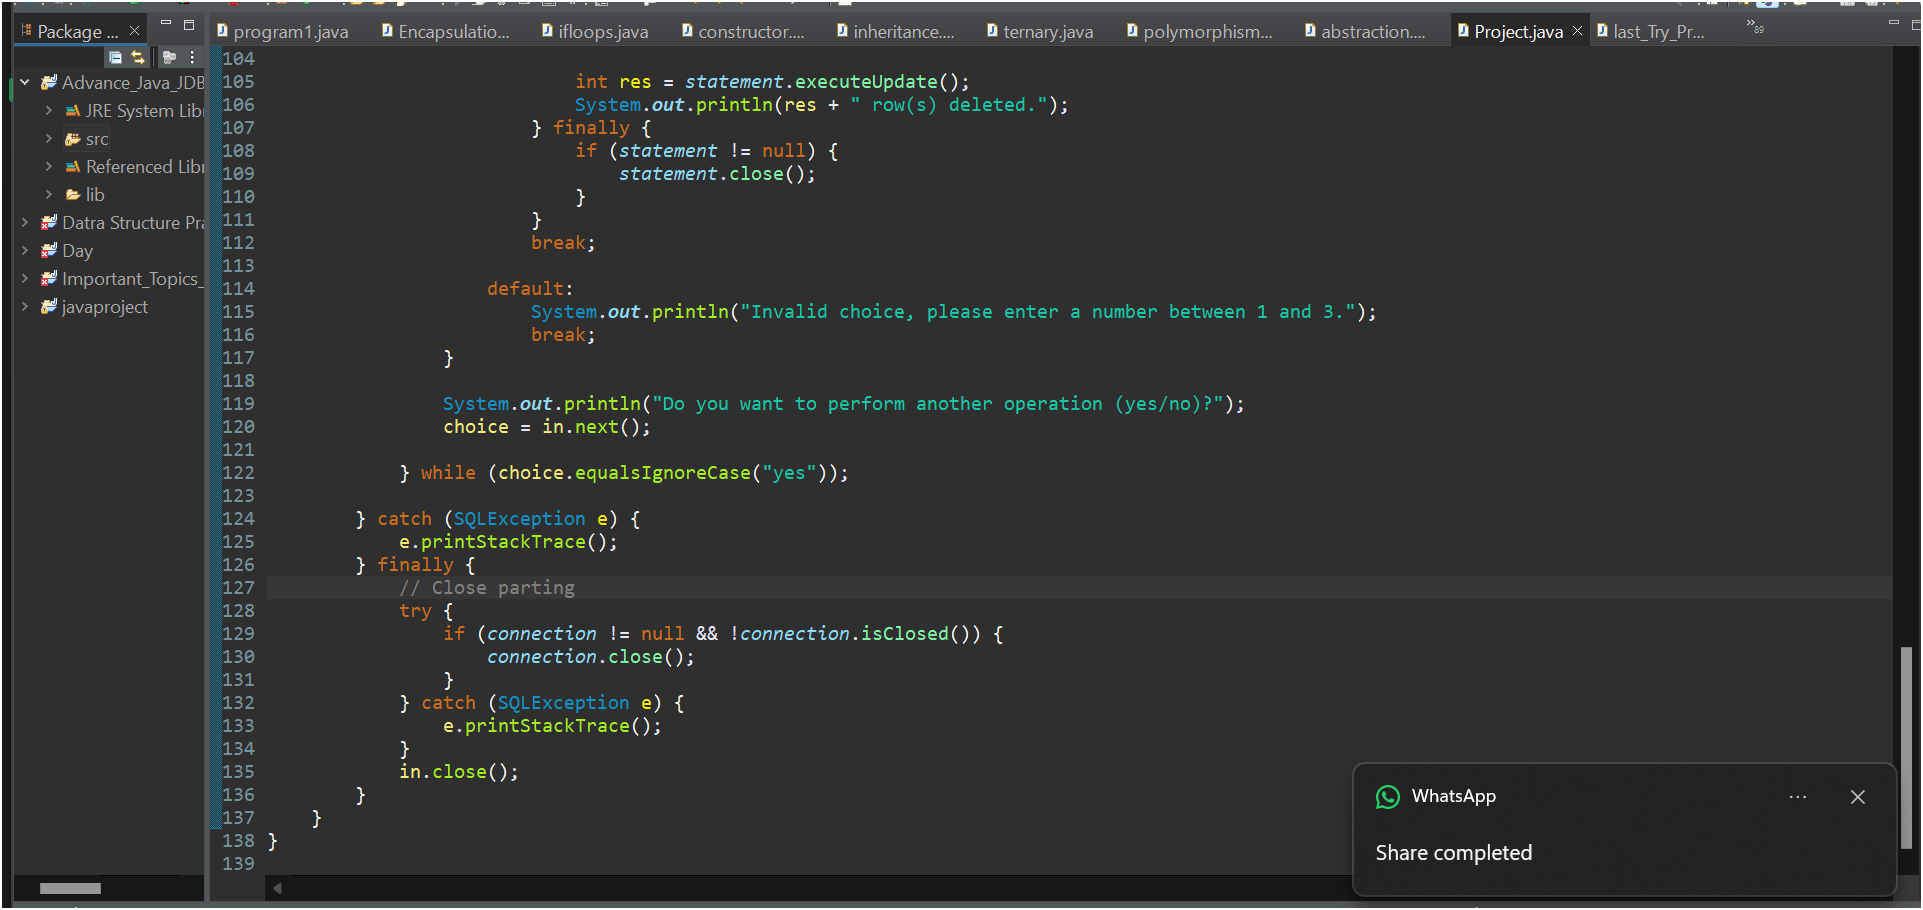 Package ...
program1.java
Encapsulatio...
ifloops.java
constructor....
inheritance....
ternary.java
polymorphism...
abstraction....
Project.java
last_Try_Pr...
89
Advance_Java_JDB
JRE System Libr
src
Referenced Libr
lib
Datra Structure Pra
Day
Important_Topics_
javaproject
104
105 int res = statement.executeUpdate();
106 System.out.println(res + " row(s) deleted.");
107 } finally {
108 if (statement != null) {
109 statement.close();
110 }
111 }
112 break;
113
114 default:
115 System.out.println("Invalid choice, please enter a number between 1 and 3.");
116 break;
117 }
118
119 System.out.println("Do you want to perform another operation (yes/no)?");
120 choice = in.next();
121
122 } while (choice.equalsIgnoreCase("yes"));
123
124 } catch (SQLException e) {
125 e.printStackTrace();
126 } finally {
127 // Close parting
128 try {
129 if (connection != null && !connection.isClosed()) {
130 connection.close();
131 }
132 } catch (SQLException e) {
133 e.printStackTrace();
134 }
135 in.close();
136 }
137 }
138 }
139
WhatsApp
Share completed